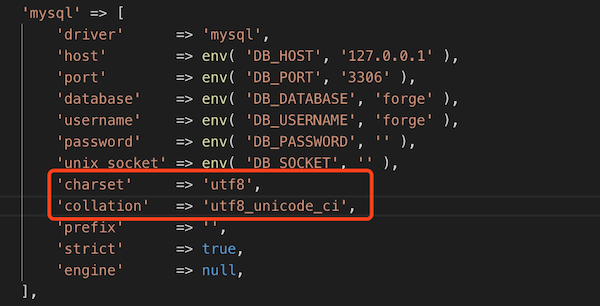 'mysql' => [
'driver' => 'mysql',
'host' => env( 'DB_HOST', '127.0.0.1' ),
'port' => env( 'DB_PORT', '3306' ),
'database' => env( 'DB_DATABASE', 'forge' ),
'username' => env( 'DB_USERNAME', 'forge' ),
'password' => env( 'DB_PASSWORD', '' ),
'unix_socket' => env( 'DB_SOCKET', '' ),
'charset' => 'utf8',
'collation' => 'utf8_unicode_ci',
'prefix' => '',
'strict' => true,
'engine' => null,
],